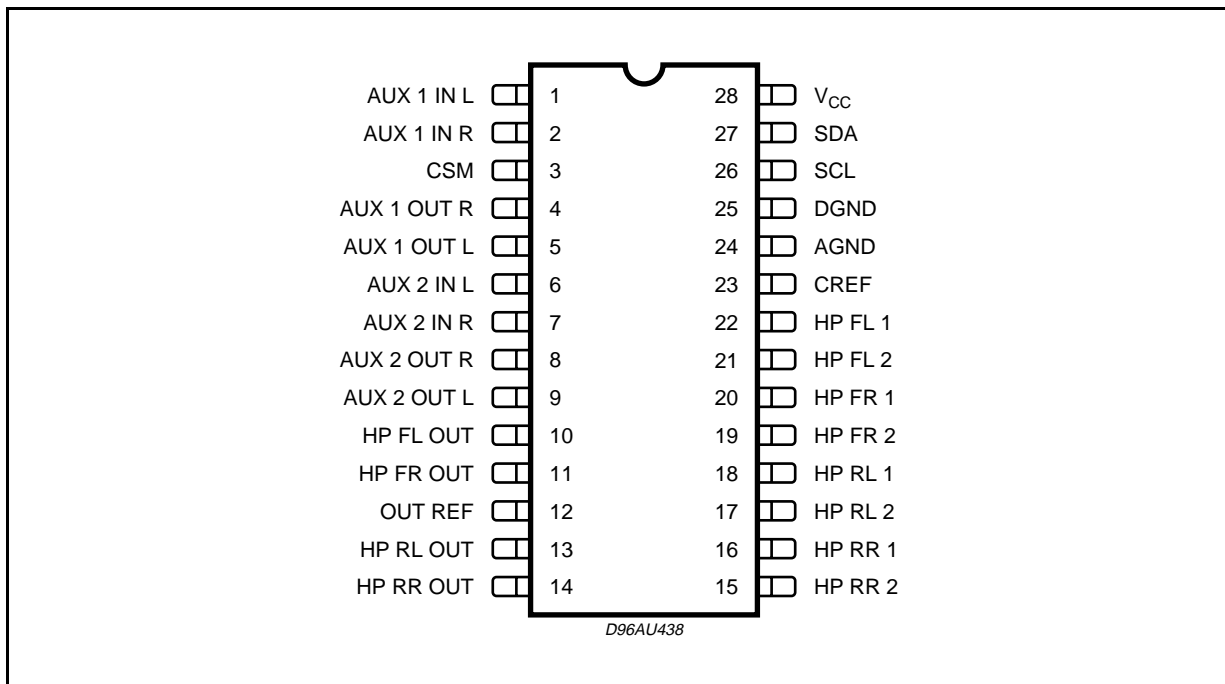 AUX 1 IN L 1 28 VCC
AUX 1 IN R 2 27 SDA
CSM 3 26 SCL
AUX 1 OUT R 4 25 DGND
AUX 1 OUT L 5 24 AGND
AUX 2 IN L 6 23 CREF
AUX 2 IN R 7 22 HP FL 1
AUX 2 OUT R 8 21 HP FL 2
AUX 2 OUT L 9 20 HP FR 1
HP FL OUT 10 19 HP FR 2
HP FR OUT 11 18 HP RL 1
OUT REF 12 17 HP RL 2
HP RL OUT 13 16 HP RR 1
HP RR OUT 14 15 HP RR 2
D96AU438